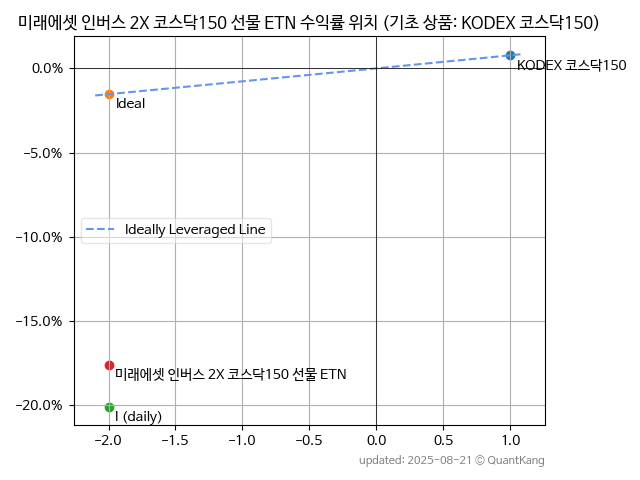 미래에셋 인버스 2X 코스닥150 선물 ETN 수익률 위치 (기초 상품: KODEX 코스닥150)
0.0%
KODEX 코스닥150
Ideal
−5.0%
Ideally Leveraged Line
−10.0%
−15.0%
미래에셋 인버스 2X 코스닥150 선물 ETN
−20.0%
I (daily)
−2.0 −1.5 −1.0 −0.5 0.0 0.5 1.0
updated: 2025-08-21 © QuantKang